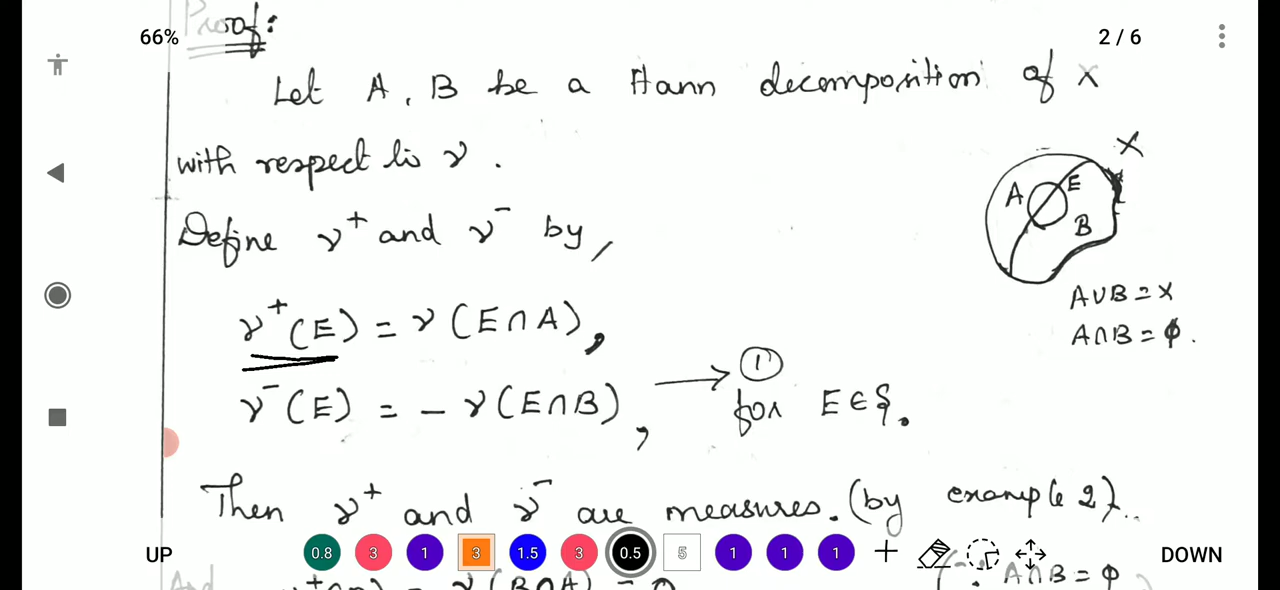 66%
Proof:
2 / 6
Let A, B be a Hann decomposition of X
with respect to ν.
X
A
E
B
Define ν⁺ and ν⁻ by,
A∪B = X
A∩B = ϕ.
ν⁺(E) = ν(E∩A),
ν⁻(E) = - ν(E∩B), → ①
for E ∈ S.
Then ν⁺ and ν⁻ are measures. (by example 2).
UP
0.8 3 1 3 1.5 3 0.5 5 1 1 1 +
DOWN
And
ν(B∩A)
A∩B = ϕ